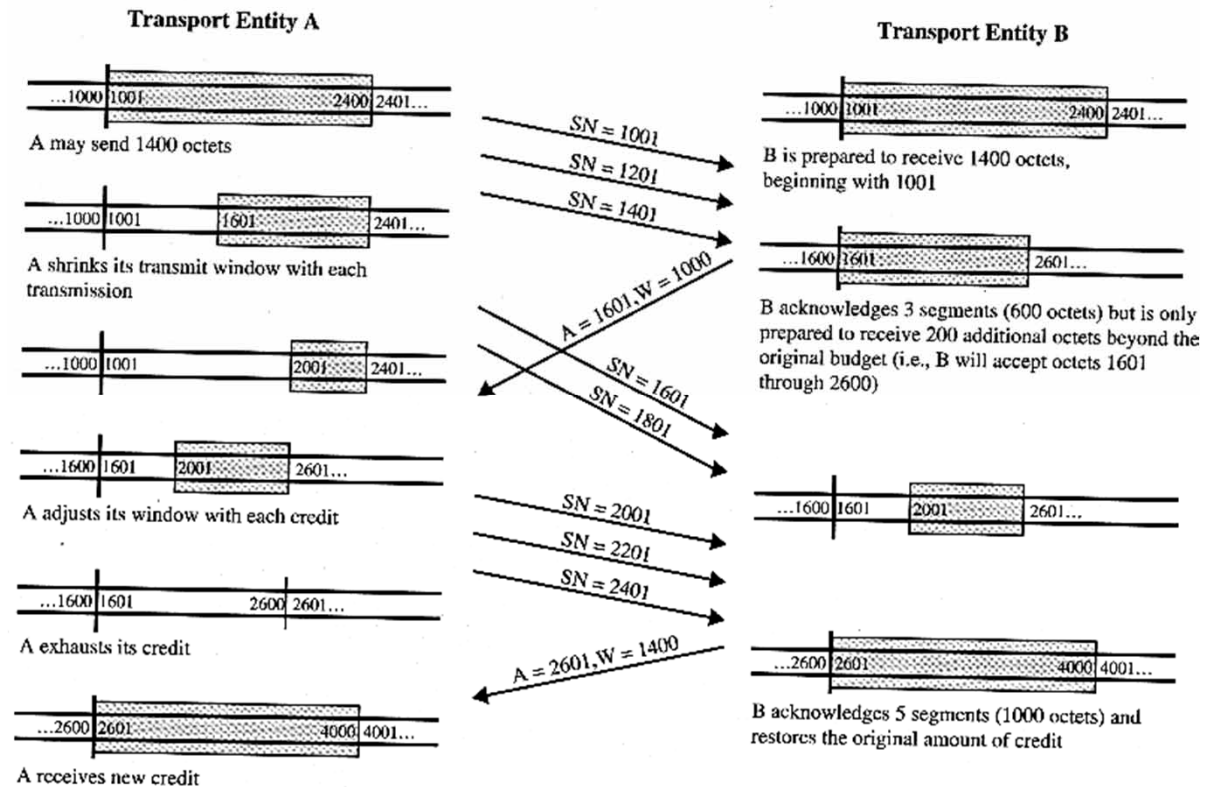 Transport Entity A
...1000 1001 2400 2401...
A may send 1400 octets
...1000 1001 1601 2401...
A shrinks its transmit window with each
transmission
...1000 1001 2001 2401...
...1600 1601 2001 2601...
A adjusts its window with each credit
...1600 1601 2600 2601...
A exhausts its credit
...2600 2601 4000 4001...
A receives new credit
SN = 1001
SN = 1201
SN = 1401
A = 1601, W = 1000
SN = 1601
SN = 1801
SN = 2001
SN = 2201
SN = 2401
A = 2601, W = 1400
Transport Entity B
...1000 1001 2400 2401...
B is prepared to receive 1400 octets,
beginning with 1001
...1600 1601 2601...
B acknowledges 3 segments (600 octets) but is only
prepared to receive 200 additional octets beyond the
original budget (i.e., B will accept octets 1601
through 2600)
...1600 1601 2001 2601...
...2600 2601 4000 4001...
B acknowledges 5 segments (1000 octets) and
restores the original amount of credit